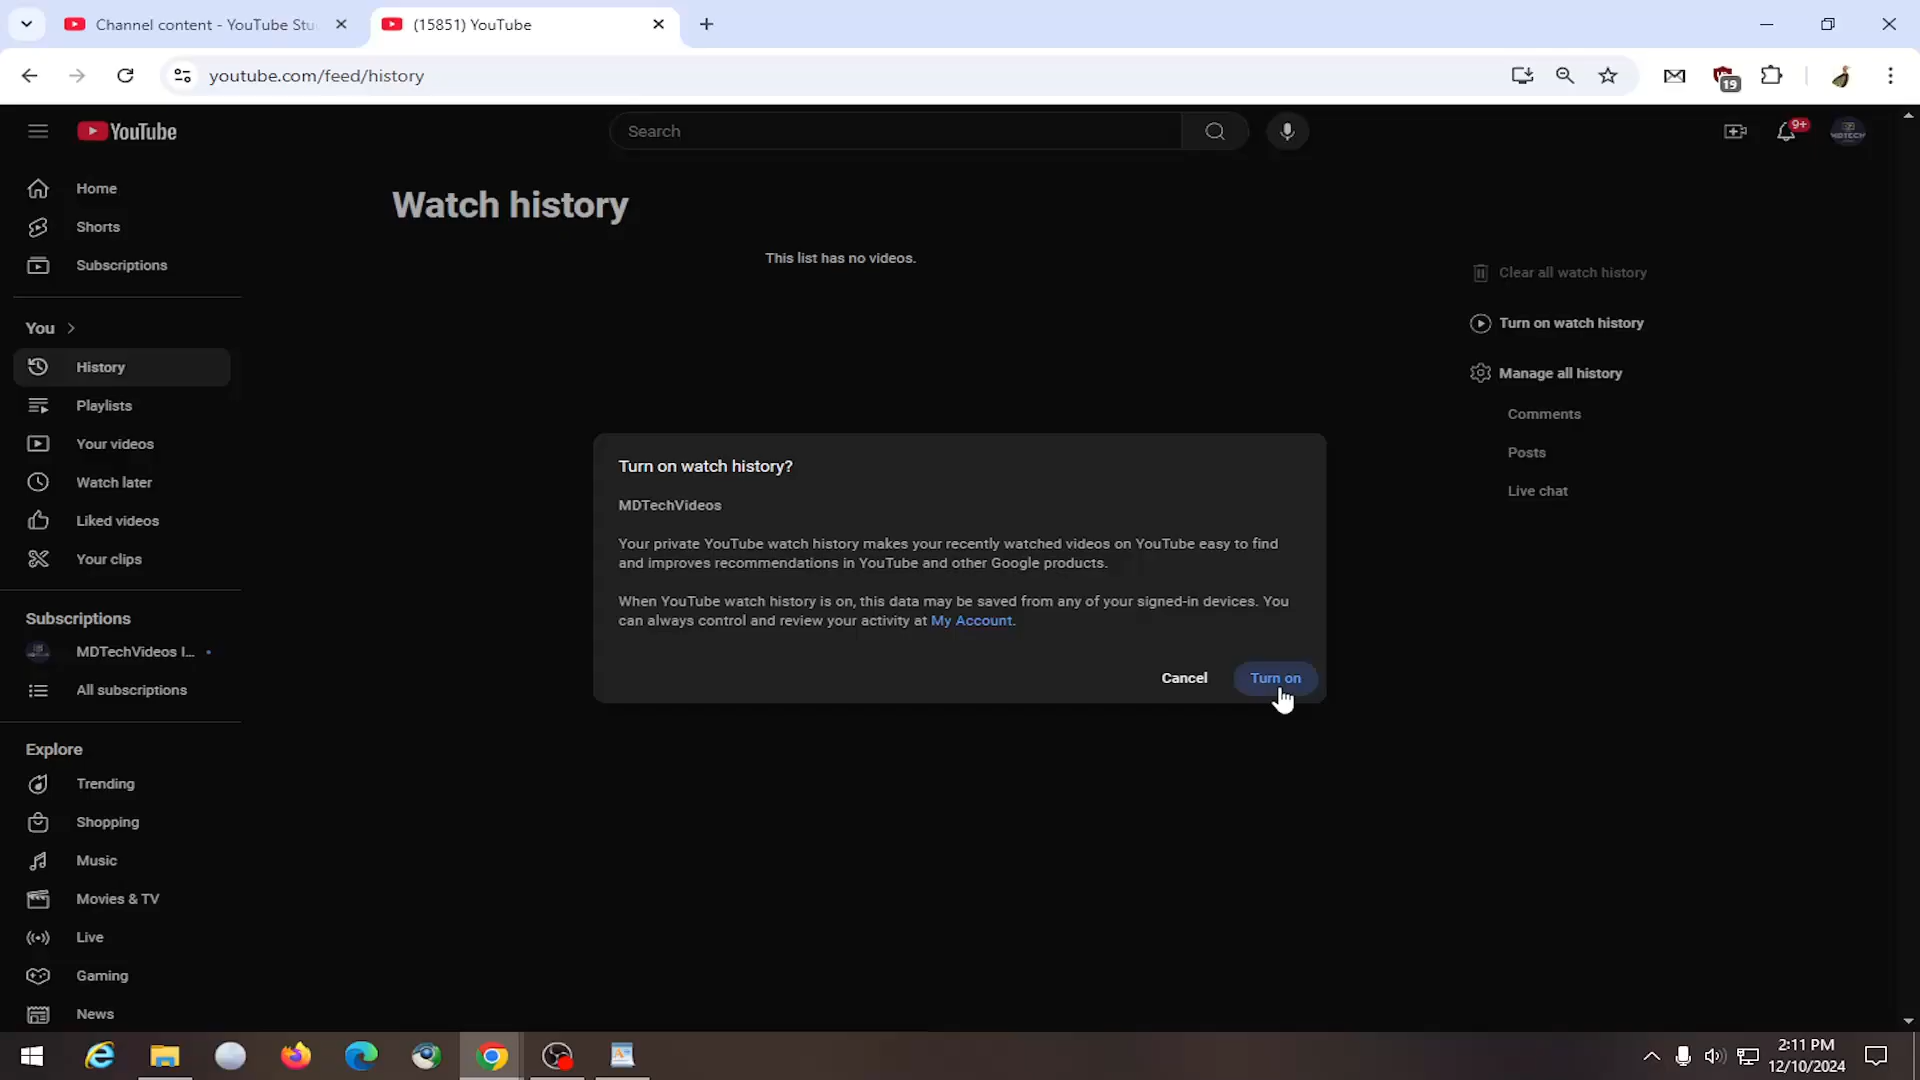 Channel content - YouTube Stu
(15851) YouTube
youtube.com/feed/history
19
YouTube
Search
9+
Home
Shorts
Subscriptions
You
History
Playlists
Your videos
Watch later
Liked videos
Your clips
Subscriptions
MDTechVideos I...
All subscriptions
Explore
Trending
Shopping
Music
Movies & TV
Live
Gaming
News
Watch history
This list has no videos.
Clear all watch history
Turn on watch history
Manage all history
Comments
Posts
Live chat
Turn on watch history?
MDTechVideos
Your private YouTube watch history makes your recently watched videos on YouTube easy to find
and improves recommendations in YouTube and other Google products.
When YouTube watch history is on, this data may be saved from any of your signed-in devices. You
can always control and review your activity at My Account.
Cancel
Turn on
2:11 PM
12/10/2024